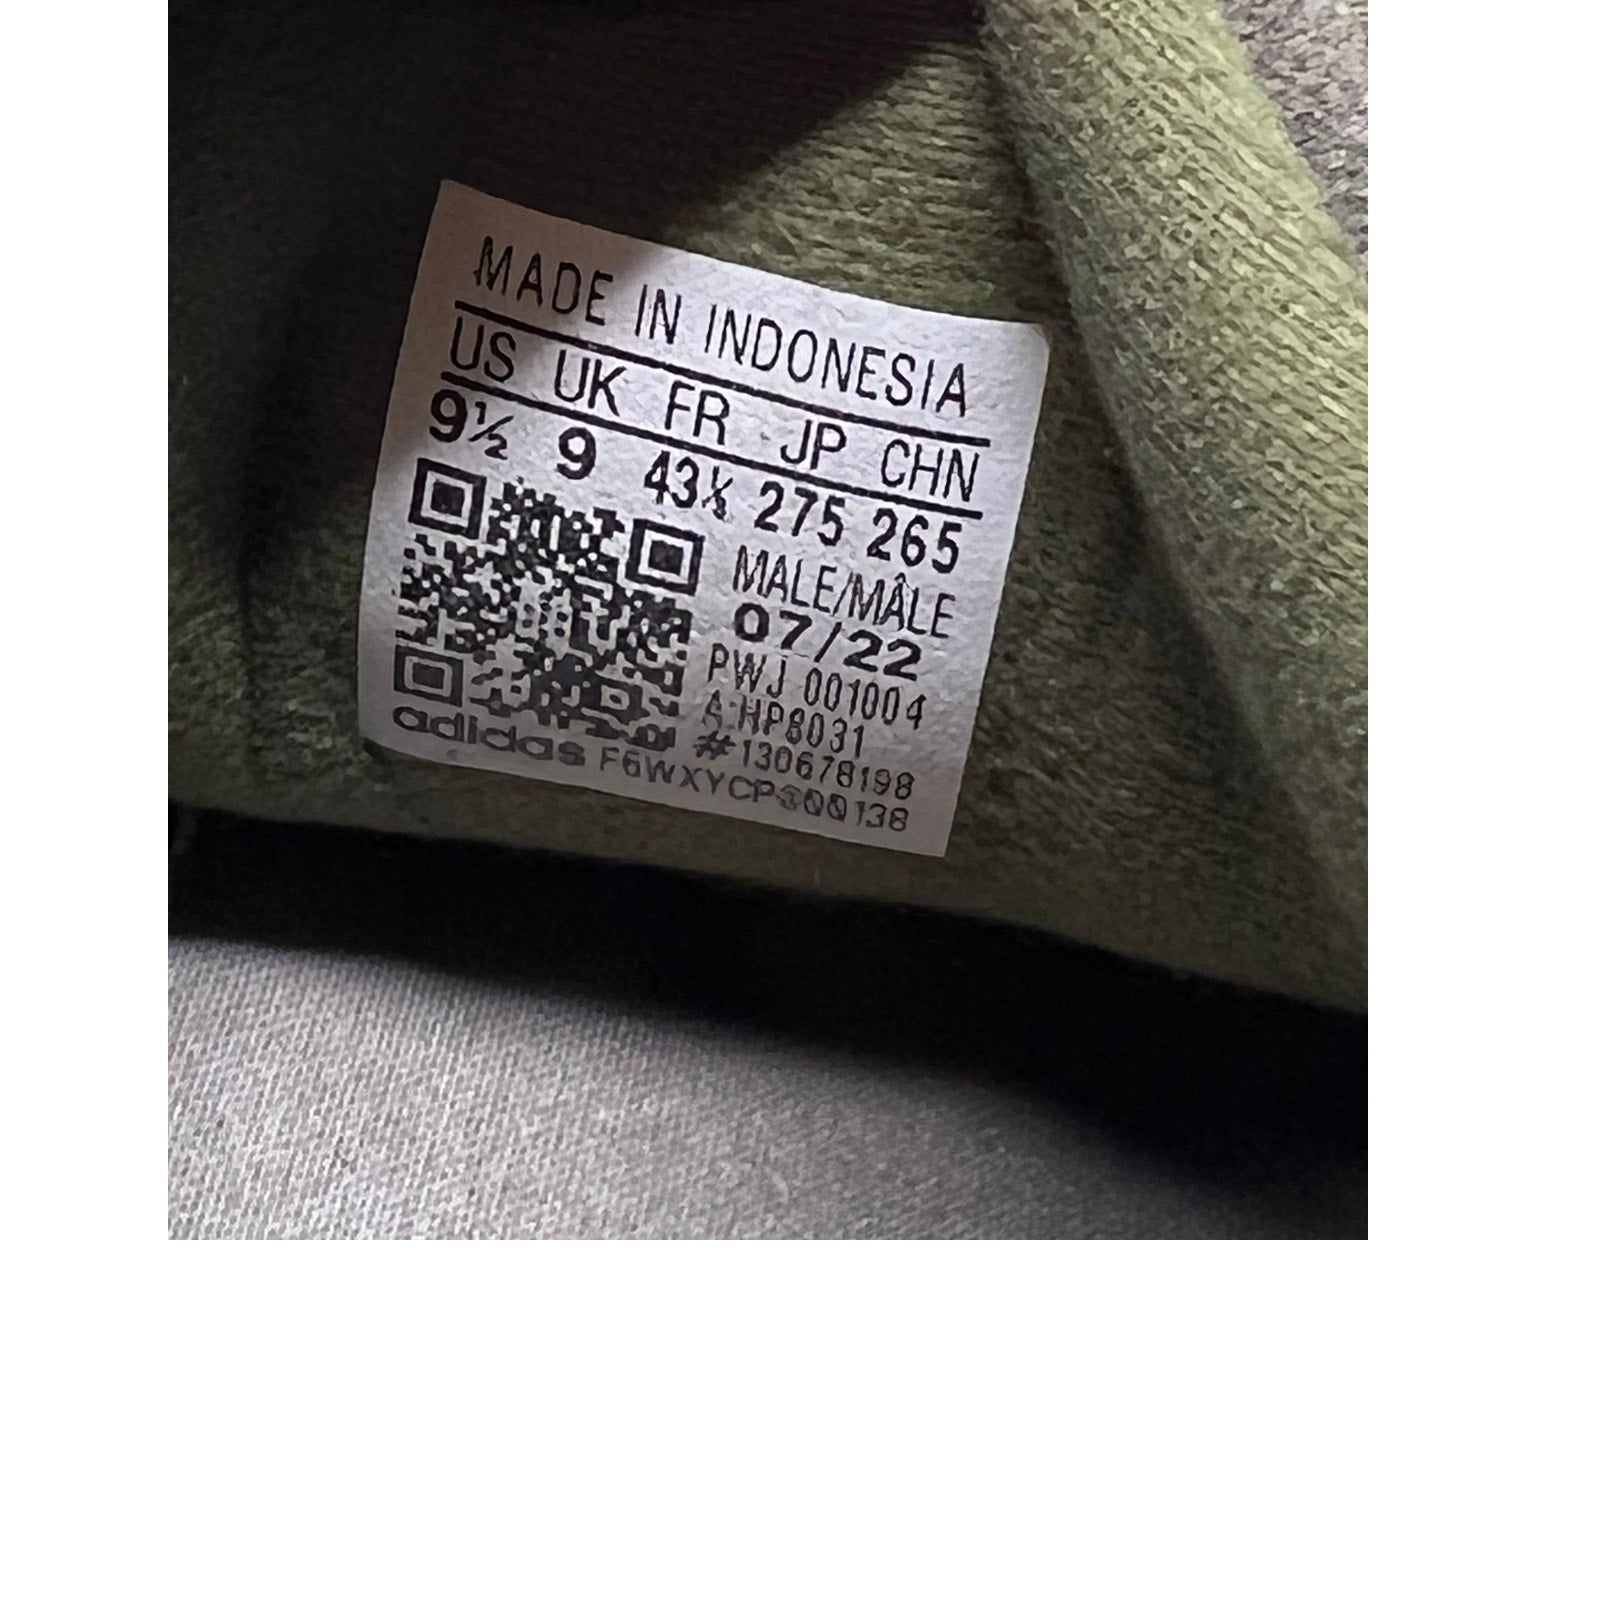 MADE IN INDONESIA
US UK FR JP CHN
9½ 9 43⅓ 275 265
MALE/MÂLE
07/22
PWJ 001004
A:HP8031
#130678198
adidas